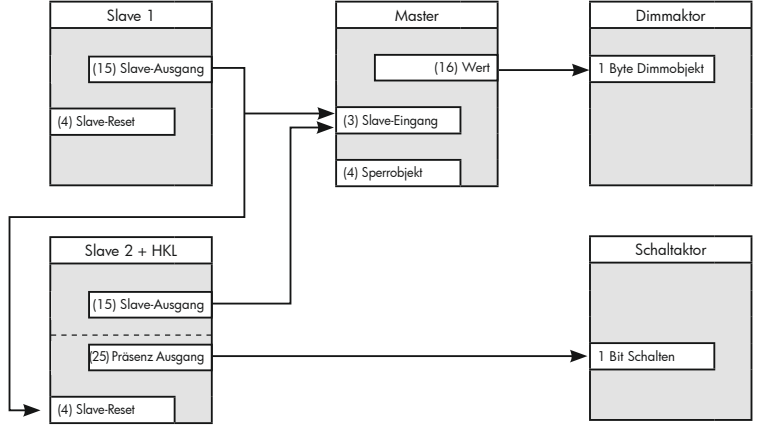 Slave 1
(15) Slave-Ausgang
(4) Slave-Reset
Master
(16) Wert
(3) Slave-Eingang
(4) Sperrobjekt
Dimmaktor
1 Byte Dimmobjekt
Slave 2 + HKL
(15) Slave-Ausgang
(25) Präsenz Ausgang
(4) Slave-Reset
Schaltaktor
1 Bit Schalten